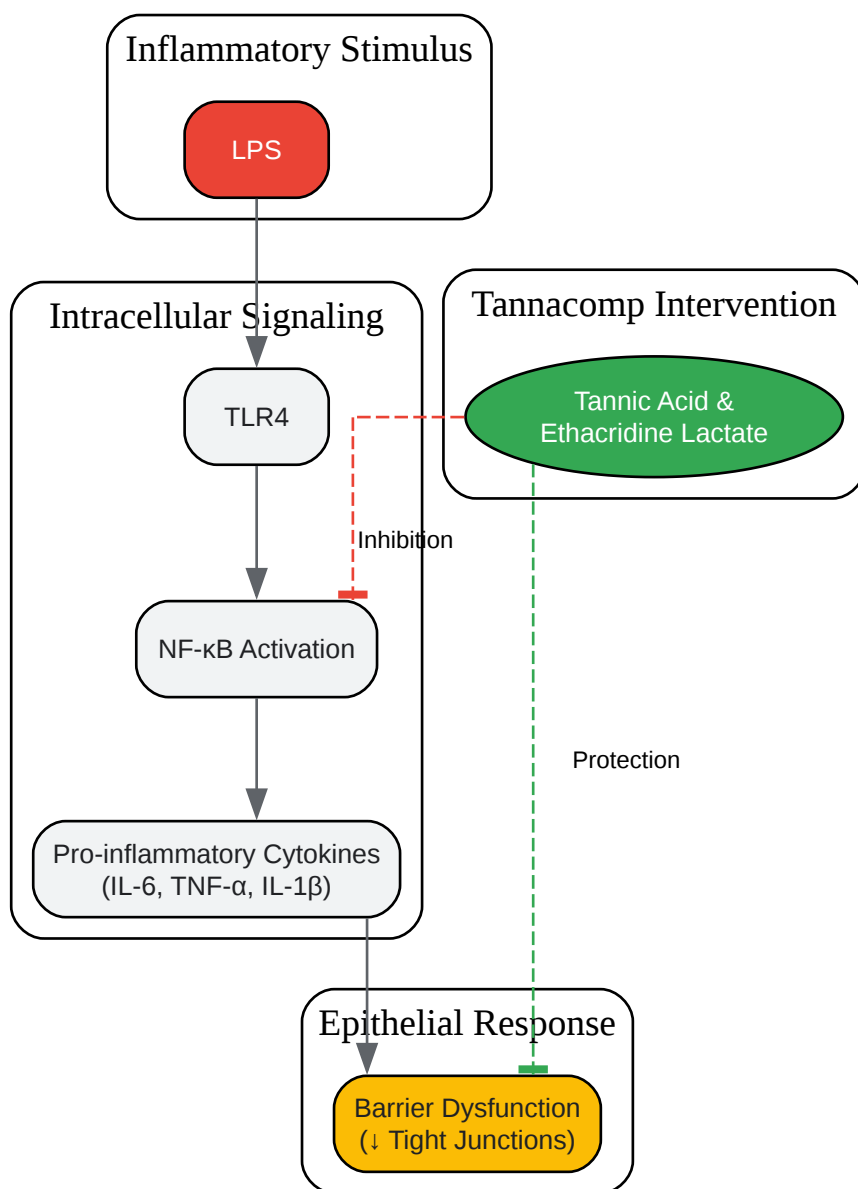 Inflammatory Stimulus
LPS
Intracellular Signaling
Tannacomp Intervention
TLR4
Tannic Acid &
Ethacridine Lactate
Inhibition
NF-κB Activation
Protection
Pro-inflammatory Cytokines
(IL-6, TNF-α, IL-1β)
Epithelial Response
Barrier Dysfunction
(↓ Tight Junctions)